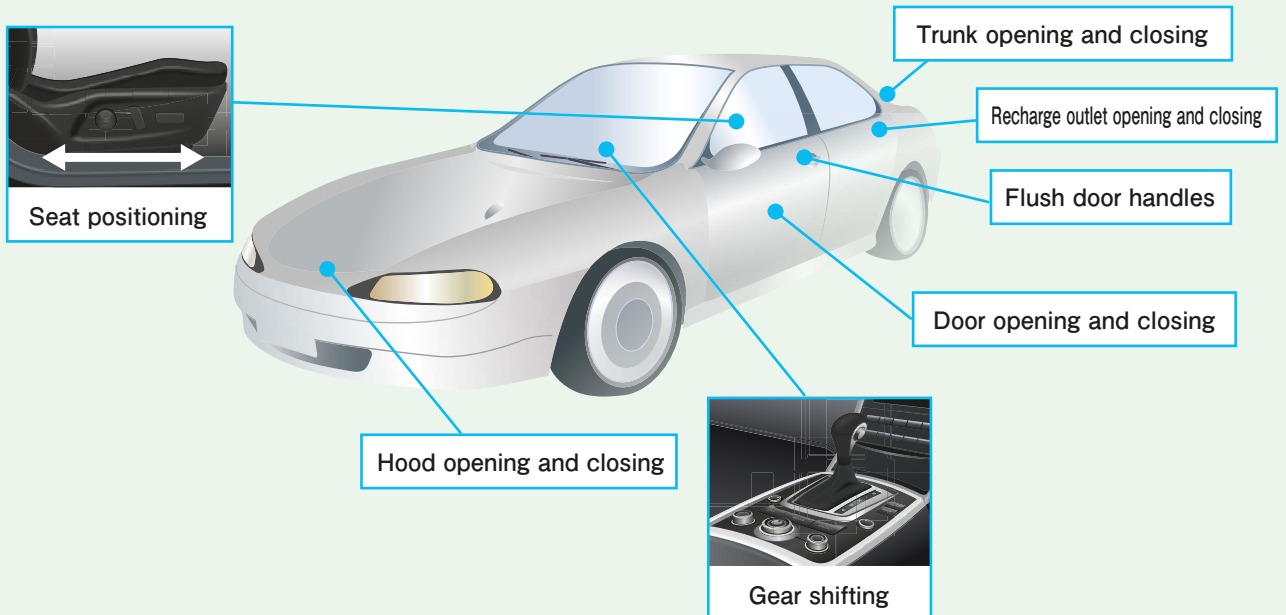 Trunk opening and closing
Recharge outlet opening and closing
Seat positioning
Flush door handles
Door opening and closing
Hood opening and closing
Gear shifting